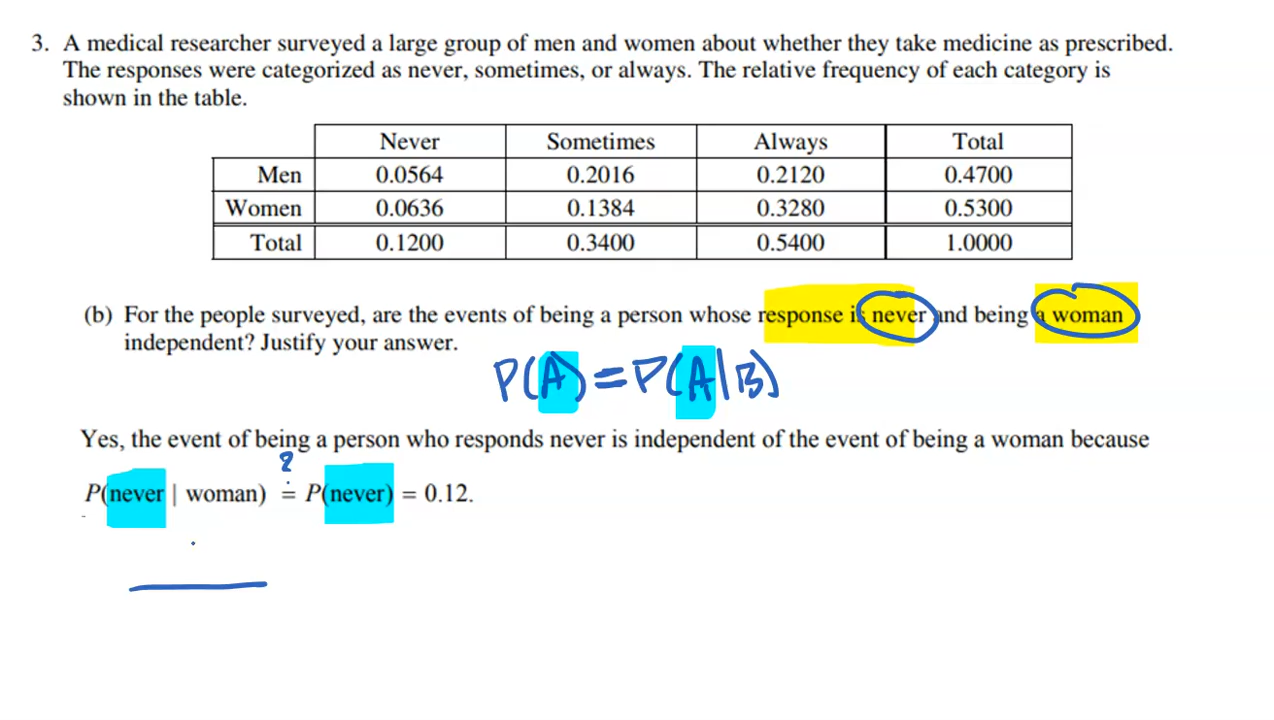 3. A medical researcher surveyed a large group of men and women about whether they take medicine as prescribed.
The responses were categorized as never, sometimes, or always. The relative frequency of each category is
shown in the table.
Never Sometimes Always Total
Men 0.0564 0.2016 0.2120 0.4700
Women 0.0636 0.1384 0.3280 0.5300
Total 0.1200 0.3400 0.5400 1.0000
(b) For the people surveyed, are the events of being a person whose response is never and being a woman
independent? Justify your answer.
P(A) = P(A|B)
Yes, the event of being a person who responds never is independent of the event of being a woman because
?
P(never | woman) = P(never) = 0.12.